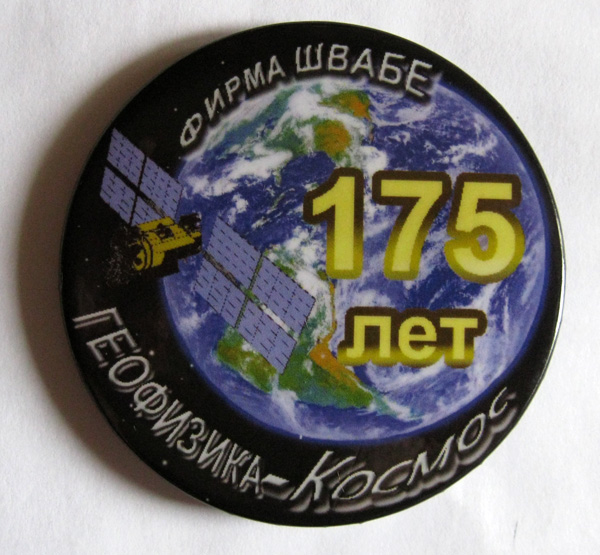 ФИРМА ШВАБЕ
175
лет
ГЕОФИЗИКА-Космос